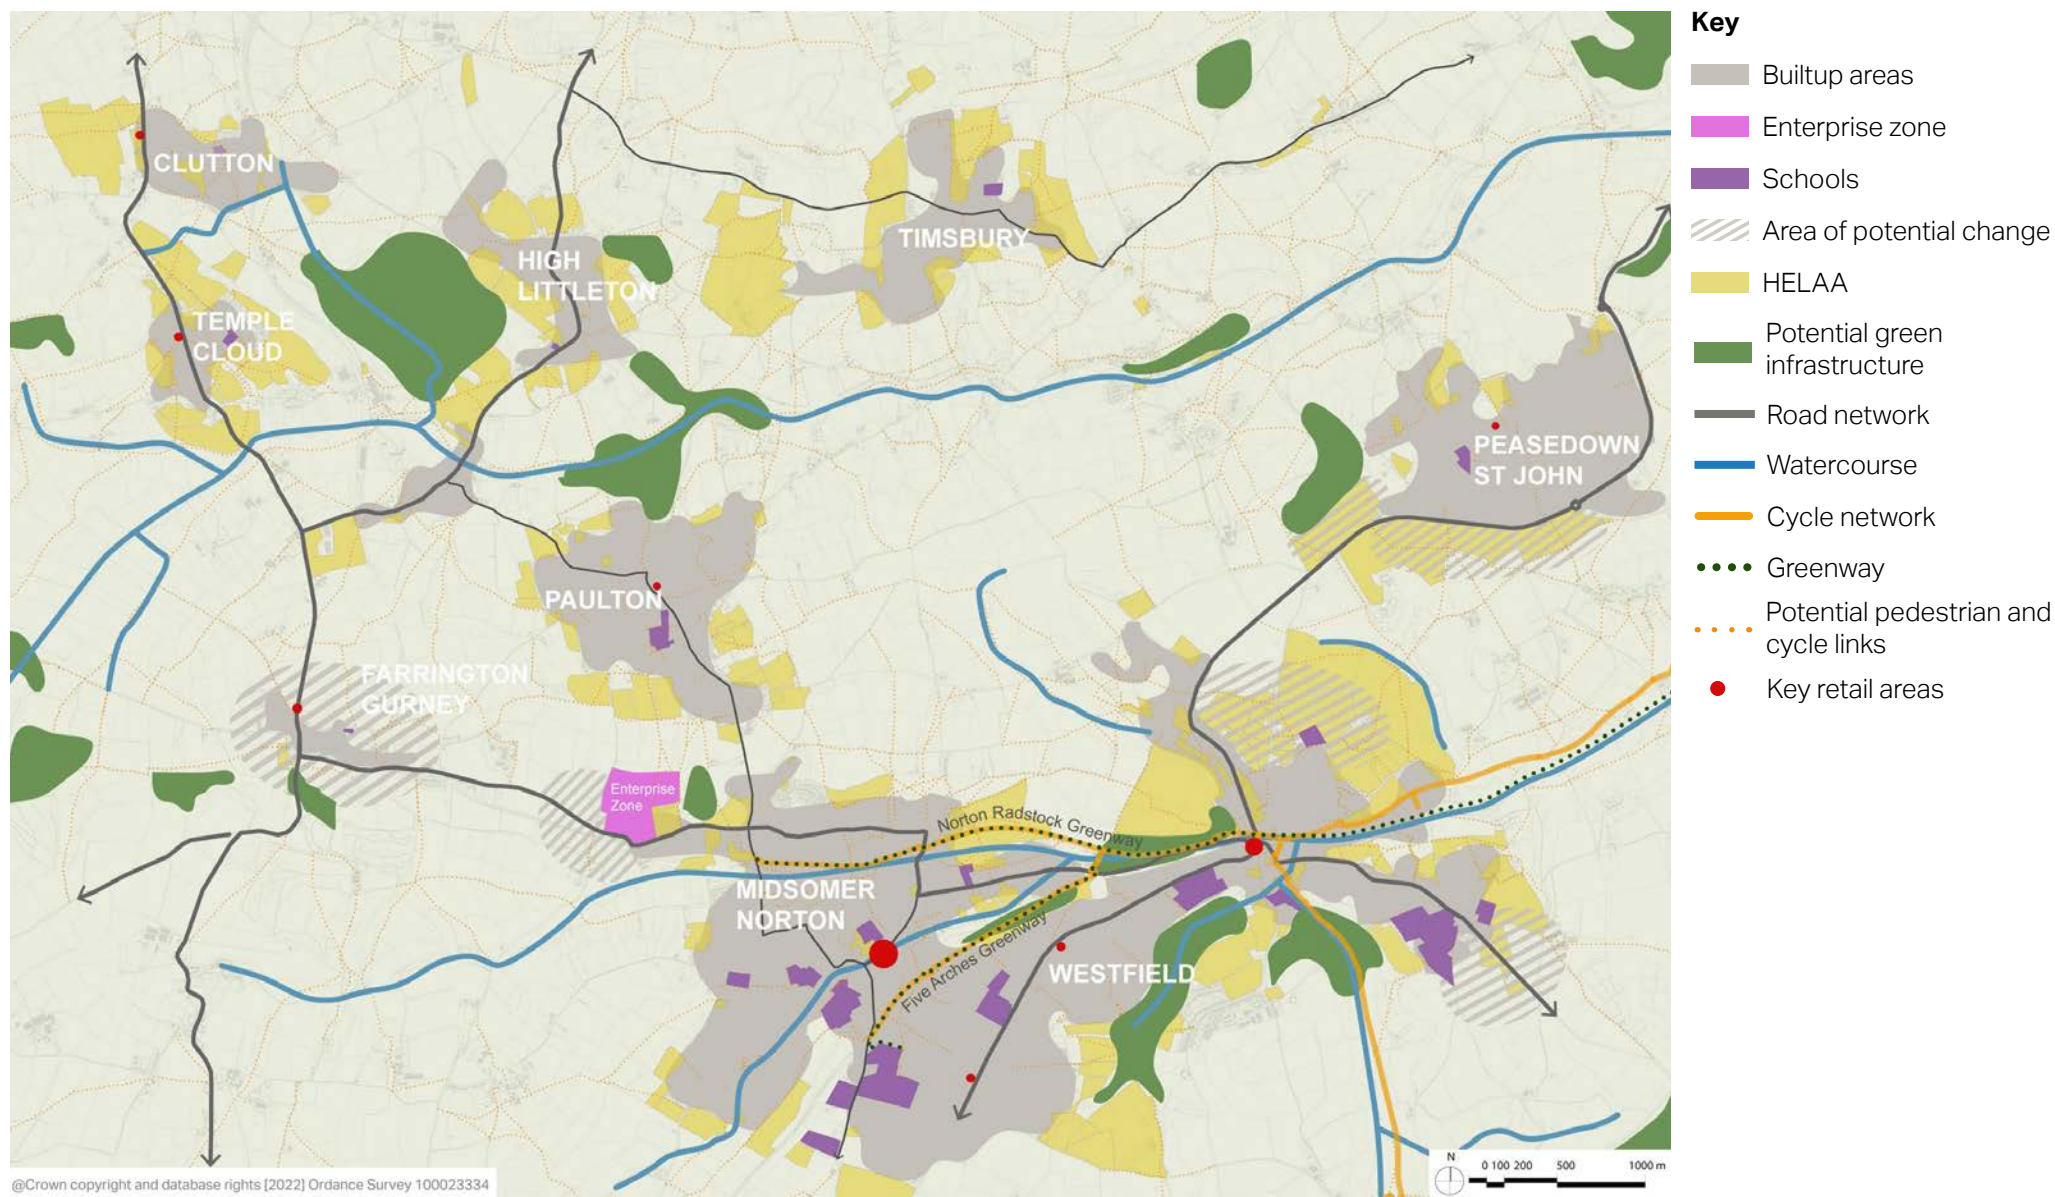 CLUTTON
HIGH
LITTLETON
TIMSBURY
TEMPLE
CLOUD
PEASEDOWN
ST JOHN
PAULTON
FARRINGTON
GURNEY
Enterprise
Zone
Norton Radstock Greenway
MIDSOMER
NORTON
Five Arches Greenway
WESTFIELD
@Crown copyright and database rights [2022] Ordance Survey 100023334
N
0 100 200 500 1000 m
Key
Builtup areas
Enterprise zone
Schools
Area of potential change
HELAA
Potential green
infrastructure
Road network
Watercourse
Cycle network
Greenway
Potential pedestrian and
cycle links
Key retail areas